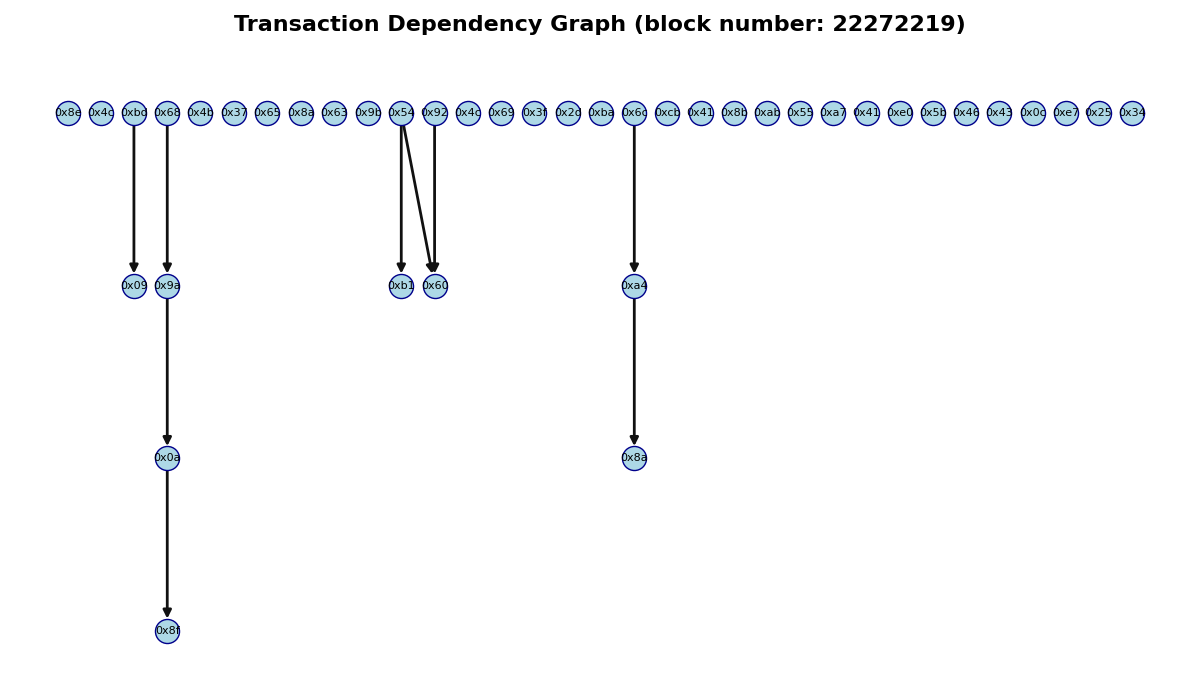 Transaction Dependency Graph (block number: 22272219)
0x8e 0x4c 0xbd 0x68 0x4b 0x37 0x65 0x8a 0x63 0x9b 0x54 0x92 0x4c 0x69 0x3f 0x2d 0xba 0x6c 0xcb 0x41 0x8b 0xab 0x55 0xa7 0x41 0xe0 0x5b 0x46 0x43 0x0c 0xe7 0x25 0x34
0x09 0x9a 0xb1 0x60 0xa4
0x0a 0x8a
0x8f